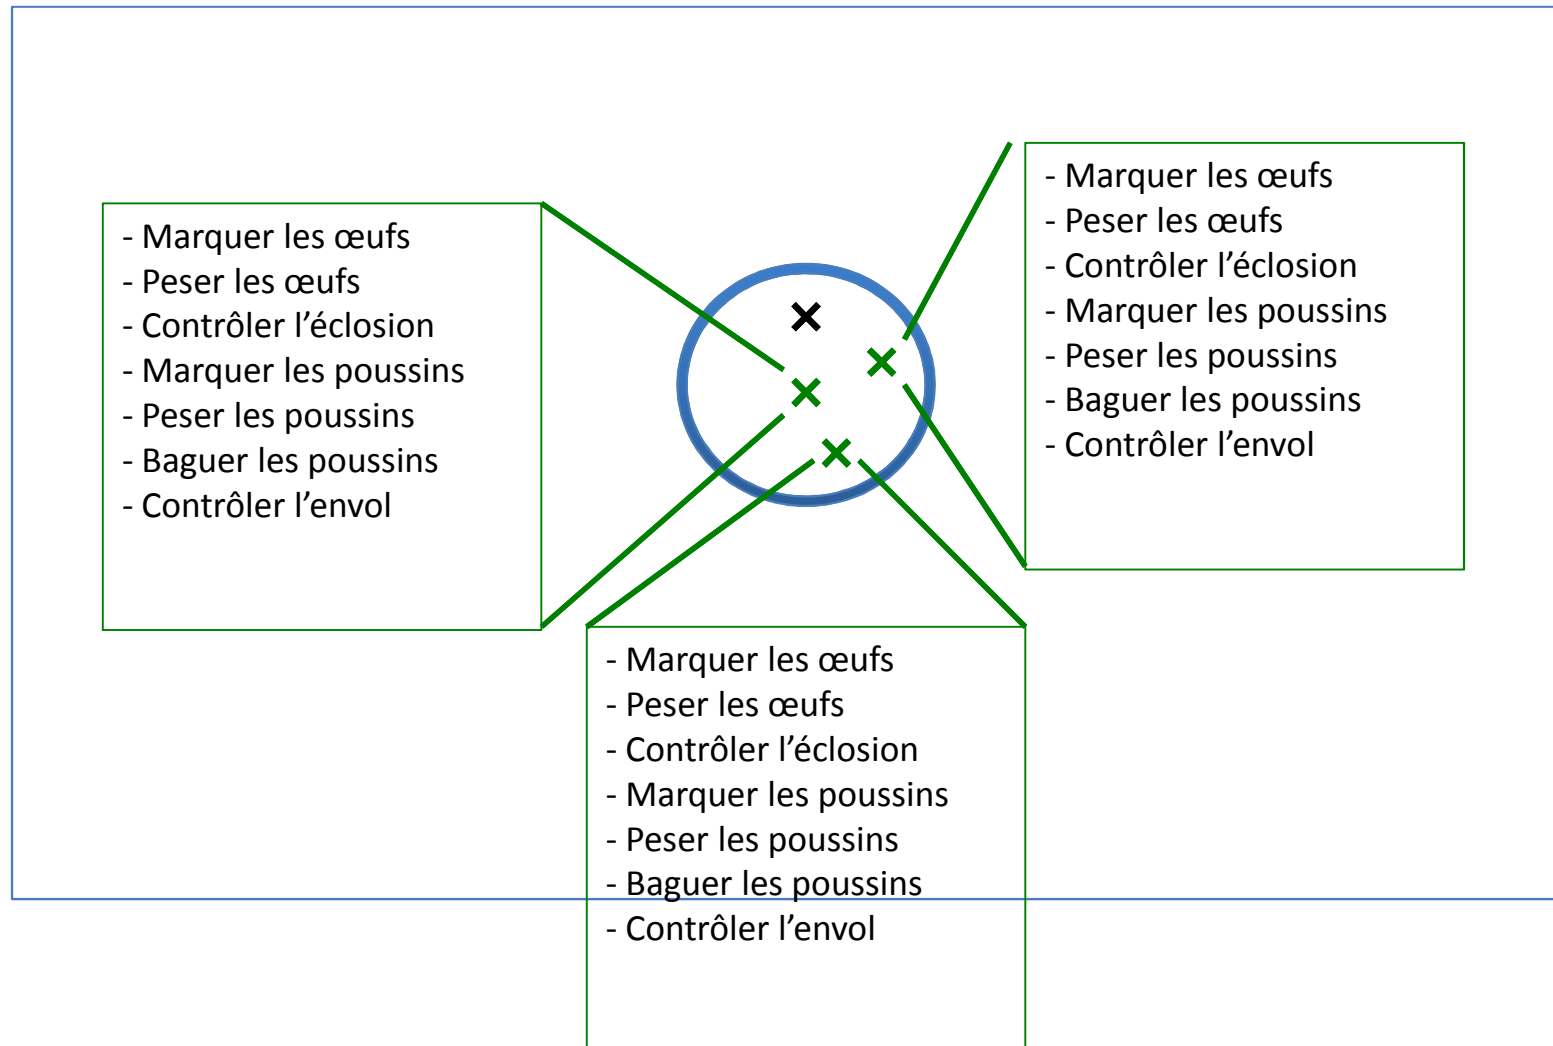 - Marquer les œufs
- Peser les œufs
- Contrôler l’éclosion
- Marquer les poussins
- Peser les poussins
- Baguer les poussins
- Contrôler l’envol
- Marquer les œufs
- Peser les œufs
- Contrôler l’éclosion
- Marquer les poussins
- Peser les poussins
- Baguer les poussins
- Contrôler l’envol
- Marquer les œufs
- Peser les œufs
- Contrôler l’éclosion
- Marquer les poussins
- Peser les poussins
- Baguer les poussins
- Contrôler l’envol